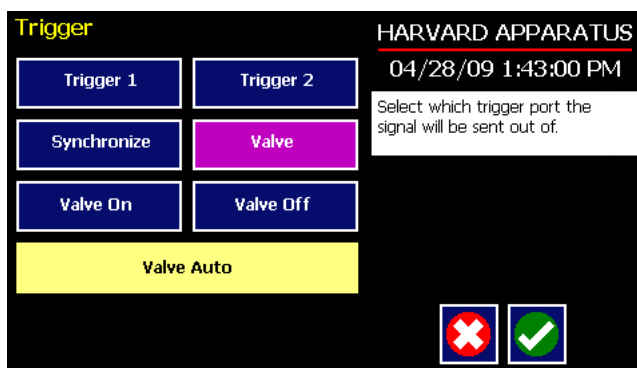 Trigger
HARVARD APPARATUS
04/28/09 1:43:00 PM
Select which trigger port the
signal will be sent out of.
Trigger 1
Trigger 2
Synchronize
Valve
Valve On
Valve Off
Valve Auto